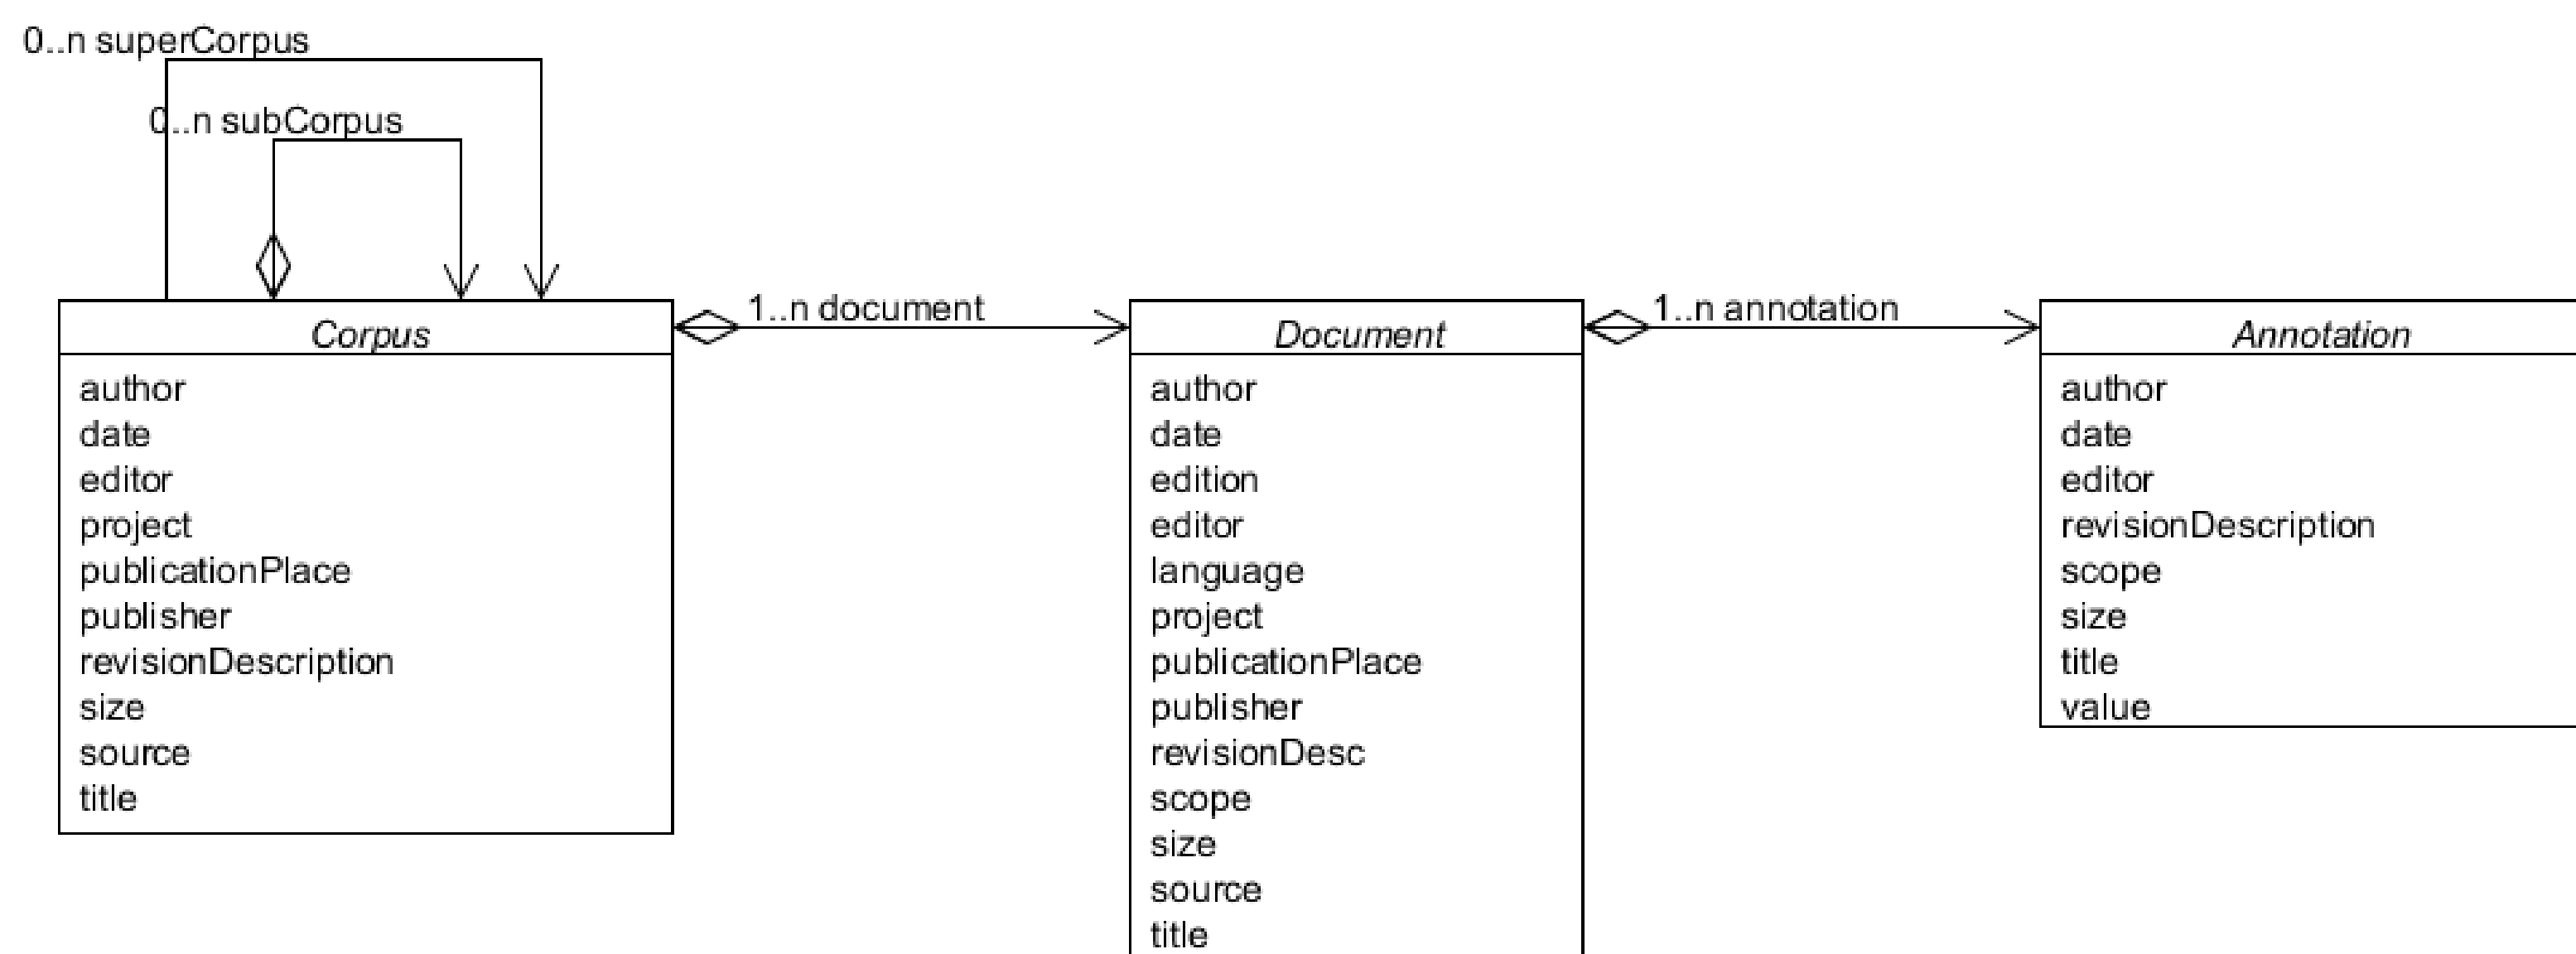 0..n superCorpus
0..n subCorpus
1..n document
1..n annotation
Corpus
author
date
editor
project
publicationPlace
publisher
revisionDescription
size
source
title
Document
author
date
edition
editor
language
project
publicationPlace
publisher
revisionDesc
scope
size
source
title
Annotation
author
date
editor
revisionDescription
scope
size
title
value